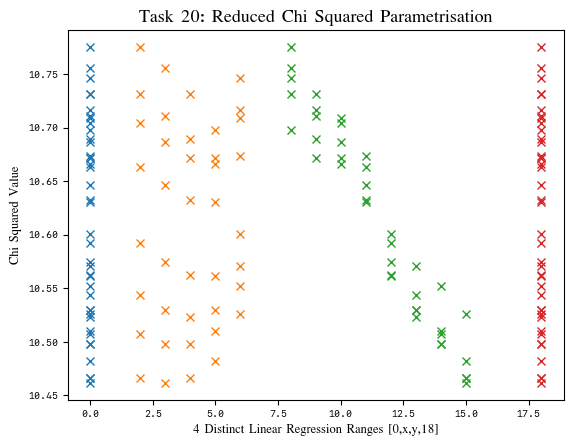 Task 20: Reduced Chi Squared Parametrisation
Chi Squared Value
10.75
10.70
10.65
10.60
10.55
10.50
10.45
0.0 2.5 5.0 7.5 10.0 12.5 15.0 17.5
4 Distinct Linear Regression Ranges [0,x,y,18]